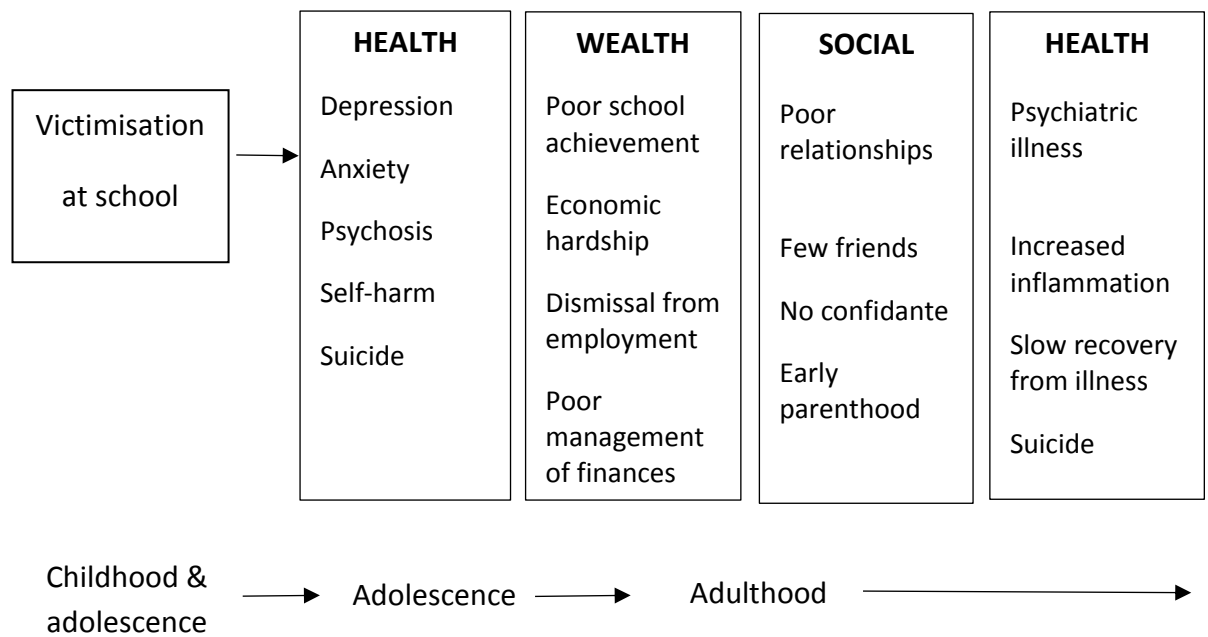 Victimisation
at school
HEALTH
Depression
Anxiety
Psychosis
Self-harm
Suicide
WEALTH
Poor school
achievement
Economic
hardship
Dismissal from
employment
Poor
management
of finances
SOCIAL
Poor
relationships
Few friends
No confidante
Early
parenthood
HEALTH
Psychiatric
illness
Increased
inflammation
Slow recovery
from illness
Suicide
Childhood &
adolescence
Adolescence
Adulthood